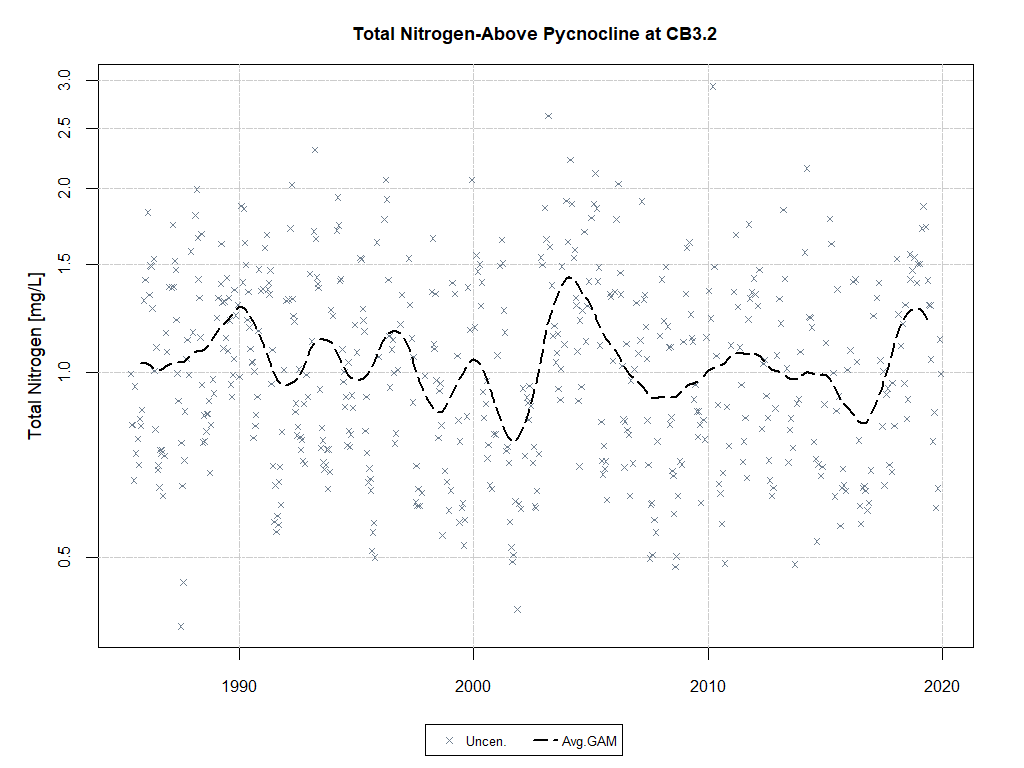 Total Nitrogen-Above Pycnocline at CB3.2
Total Nitrogen [mg/L]
3.0
2.5
2.0
1.5
1.0
0.5
1990 2000 2010 2020
Uncen. Avg.GAM